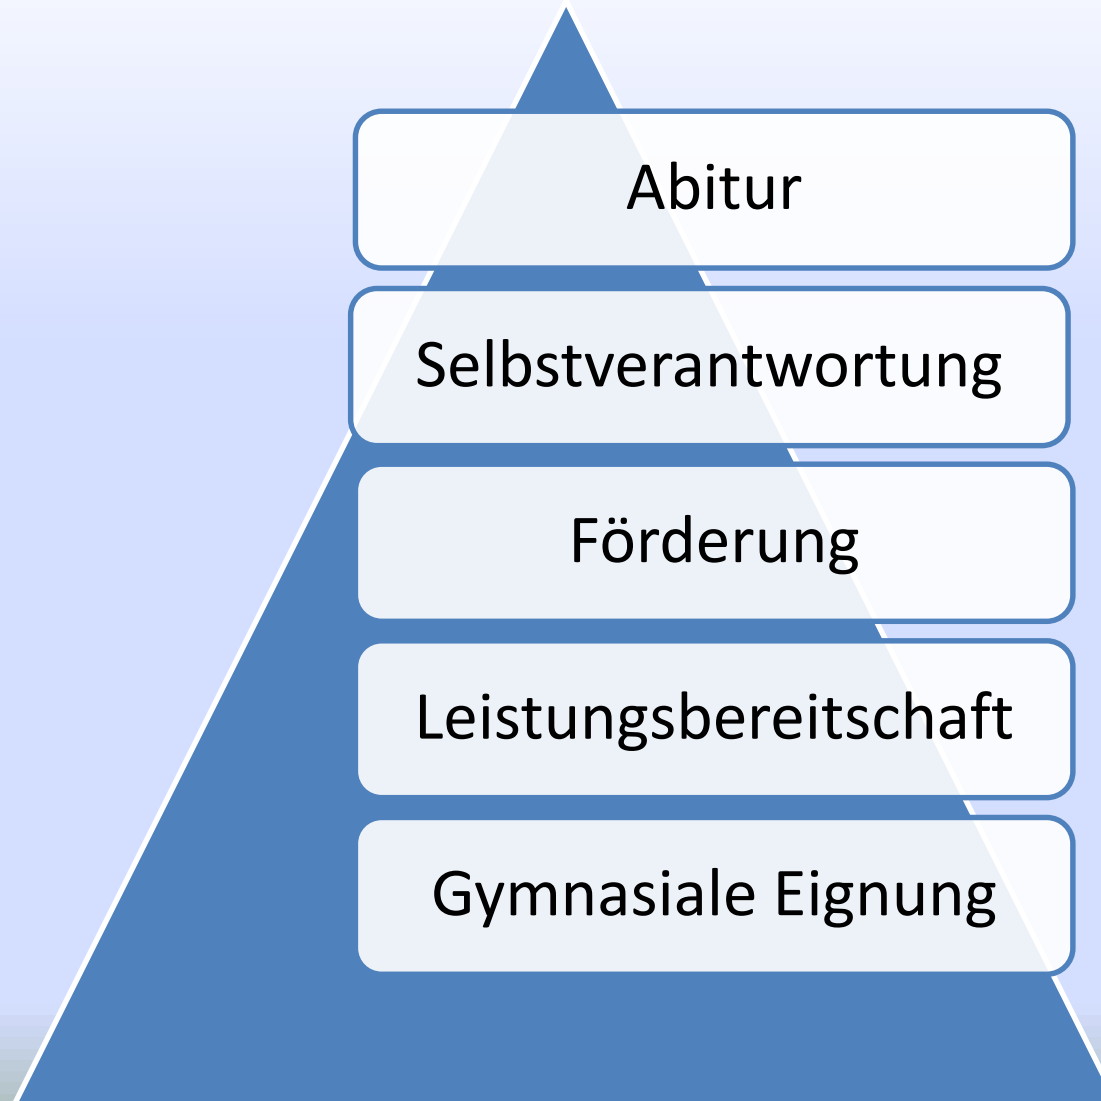 Abitur
Selbstverantwortung
Förderung
Leistungsbereitschaft
Gymnasiale Eignung